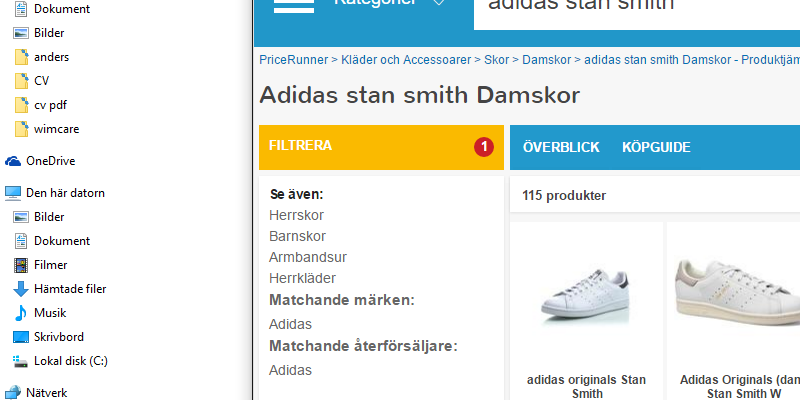 Dokument
Bilder
anders
CV
cv pdf
wimcare
OneDrive
Den här datorn
Bilder
Dokument
Filmer
Hämtade filer
Musik
Skrivbord
Lokal disk (C:)
Nätverk
Kategorier
adidas stan smith
PriceRunner > Kläder och Accessoarer > Skor > Damskor > adidas stan smith Damskor - Produktjäm
Adidas stan smith Damskor
FILTRERA 1
Se även:
Herrskor
Barnskor
Armbandsur
Herrkläder
Matchande märken:
Adidas
Matchande återförsäljare:
Adidas
ÖVERBLICK KÖPGUIDE
115 produkter
adidas originals Stan
Smith
Adidas Originals (dam
Stan Smith W